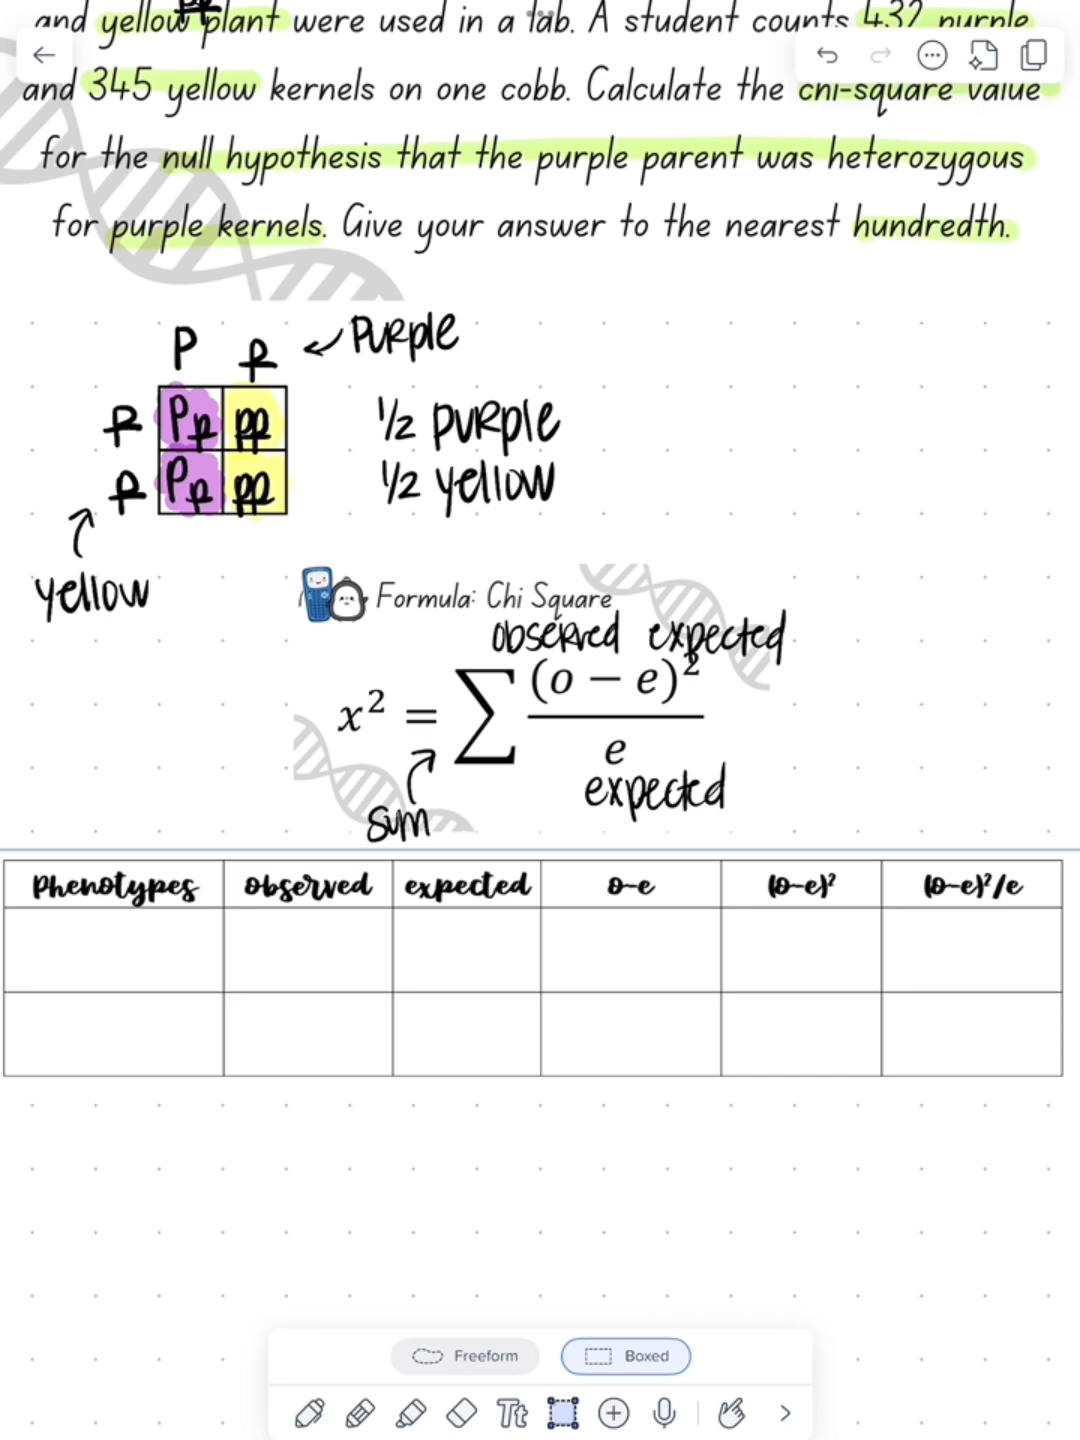 and yellow plant were used in a lab. A student counts 432 purple
and 345 yellow kernels on one cobb. Calculate the chi-square value
for the null hypothesis that the purple parent was heterozygous
for purple kernels. Give your answer to the nearest hundredth.
P p ← Purple
p Pp pp 1/2 purple
p Pp pp 1/2 yellow
yellow
Formula: Chi Square
observed expected
x² = ∑ (o − e)² / e
expected
sum
Phenotypes observed expected o-e (o-e)² (o-e)²/e
Freeform Boxed
Tt